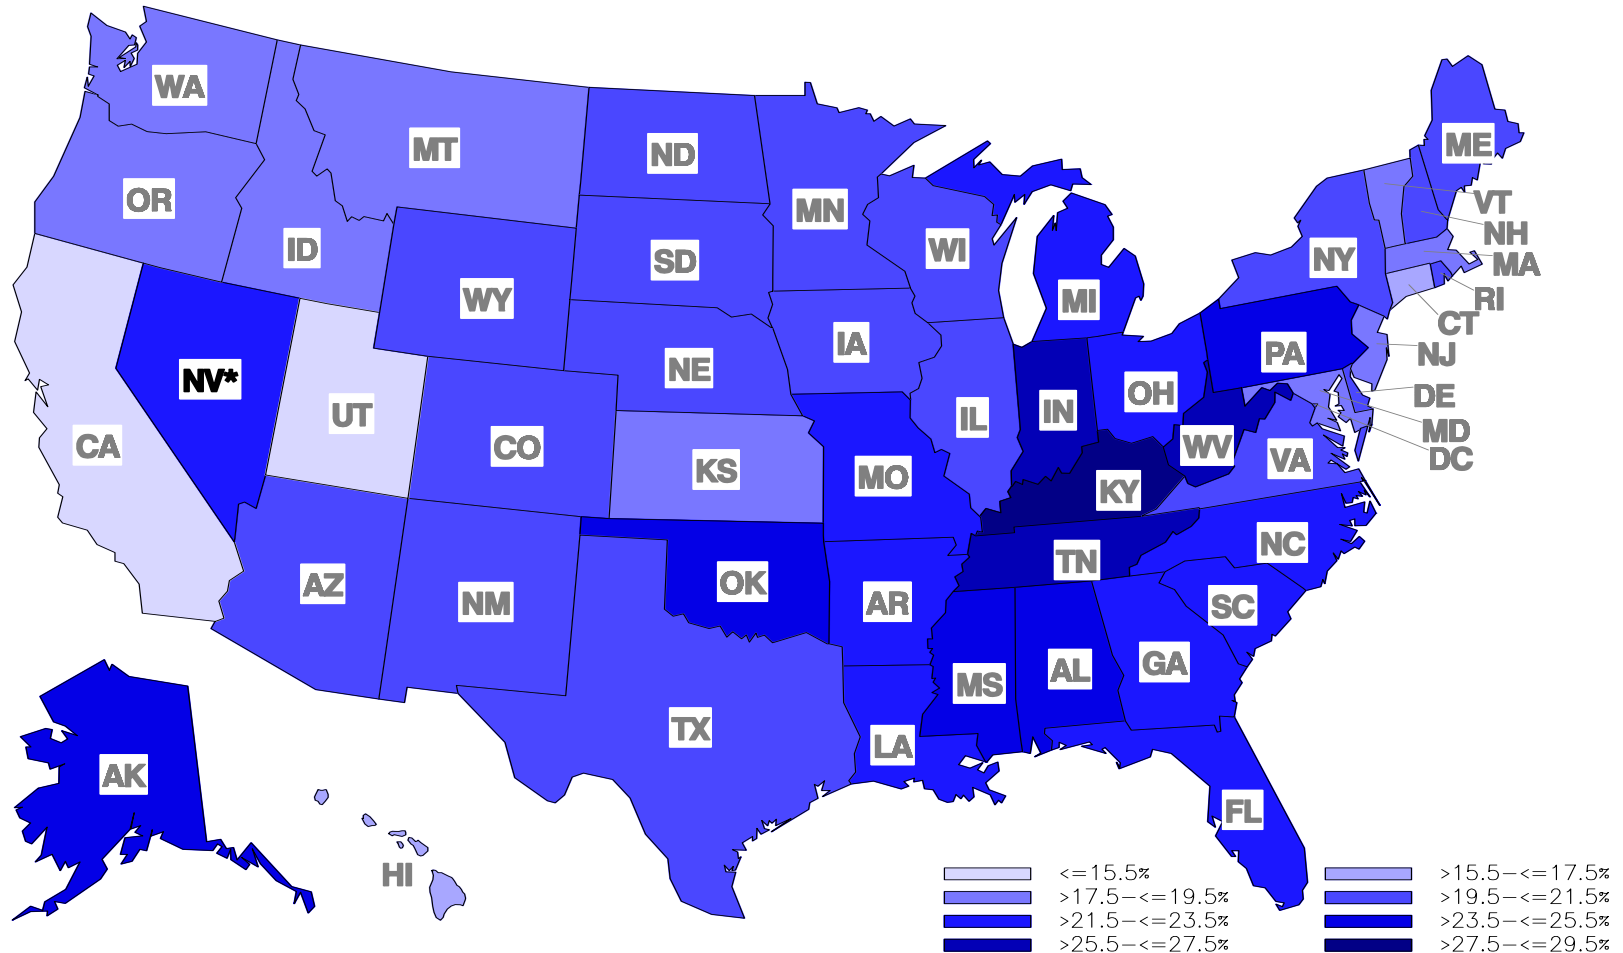 WA
MT
ND
ME
OR
MN
VT
ID
WI
NH
SD
NY
MA
WY
MI
RI
CT
IA
PA
NJ
NV*
NE
UT
OH
DE
IL
IN
MD
CA
CO
WV
VA
DC
KS
MO
KY
NC
TN
AZ
OK
NM
AR
SC
GA
MS
AL
TX
LA
AK
FL
HI
<=15.5% >15.5-<=17.5%
>17.5-<=19.5% >19.5-<=21.5%
>21.5-<=23.5% >23.5-<=25.5%
>25.5-<=27.5% >27.5-<=29.5%